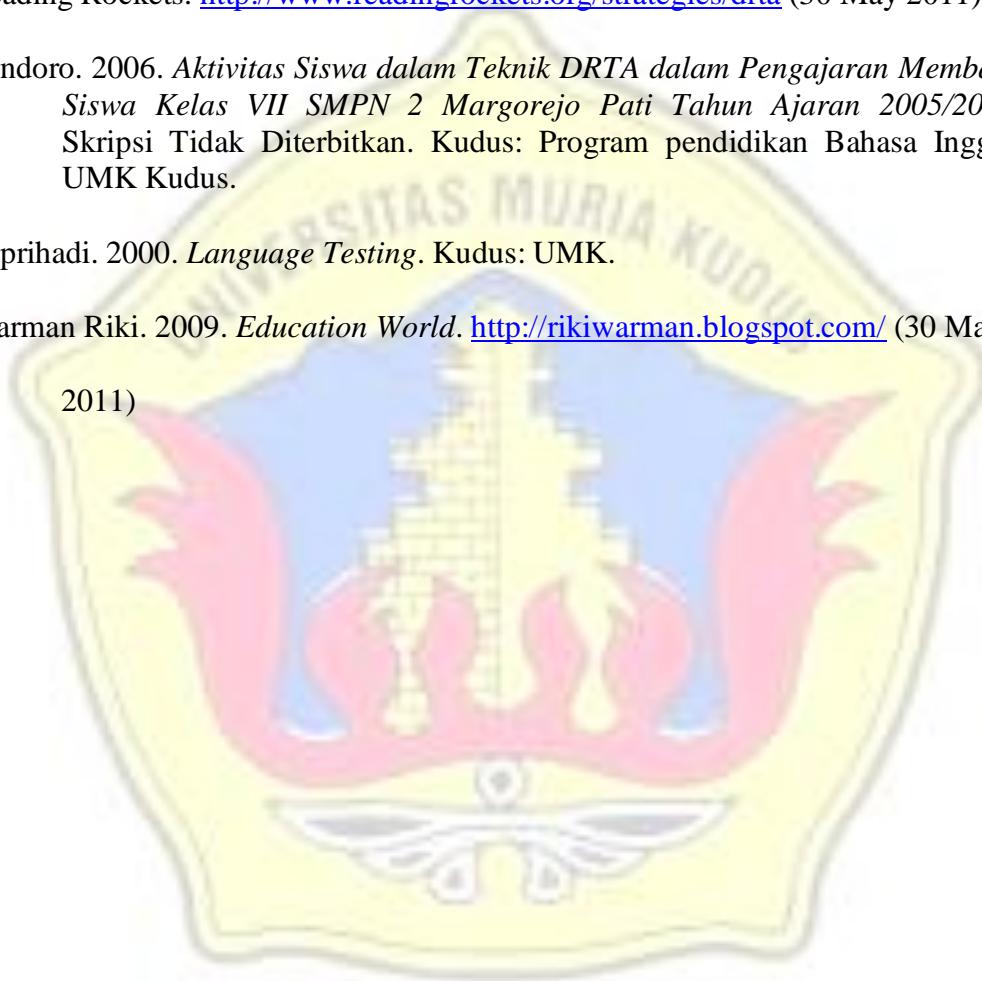 ading Rockets. http://www.readingrockets.org/strategies/drta (30 May 2011)
ndoro. 2006. Aktivitas Siswa dalam Teknik DRTA dalam Pengajaran Memba
Siswa Kelas VII SMPN 2 Margorejo Pati Tahun Ajaran 2005/20
Skripsi Tidak Diterbitkan. Kudus: Program pendidikan Bahasa Ingg
UMK Kudus.
UNIVERSITAS MURIA KUDUS
prihadi. 2000. Language Testing. Kudus: UMK.
arman Riki. 2009. Education World. http://rikiwarman.blogspot.com/ (30 Ma
2011)